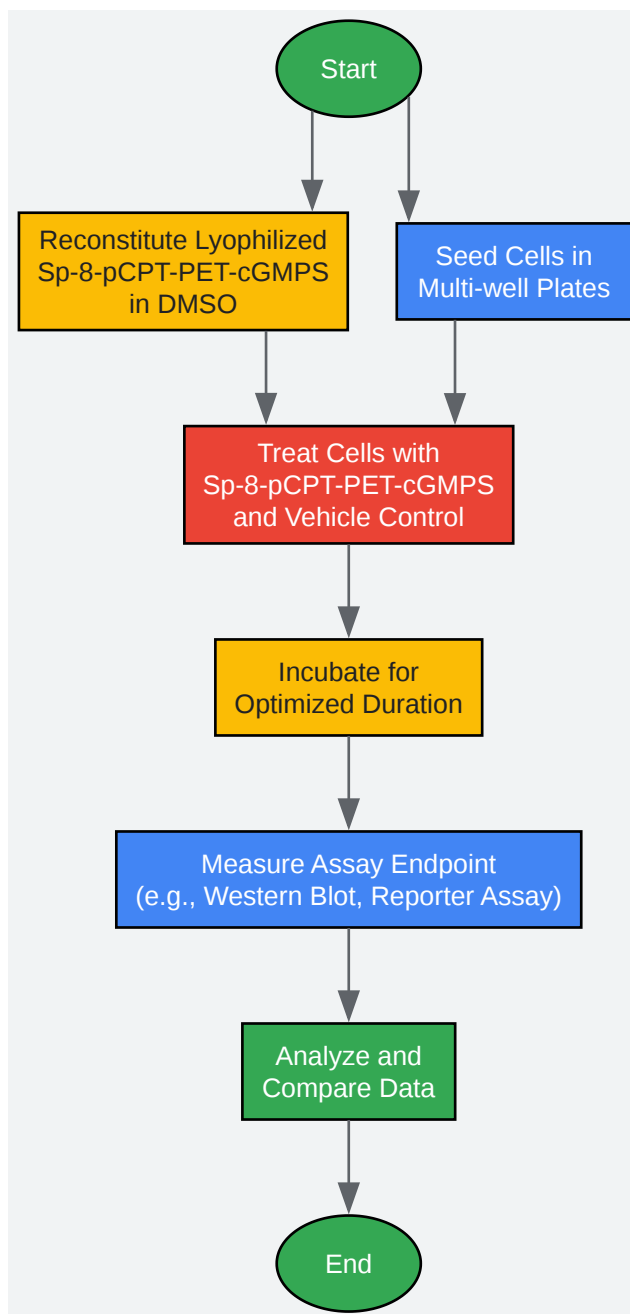 Start
Reconstitute Lyophilized
Sp-8-pCPT-PET-cGMPS
in DMSO
Seed Cells in
Multi-well Plates
Treat Cells with
Sp-8-pCPT-PET-cGMPS
and Vehicle Control
Incubate for
Optimized Duration
Measure Assay Endpoint
(e.g., Western Blot, Reporter Assay)
Analyze and
Compare Data
End